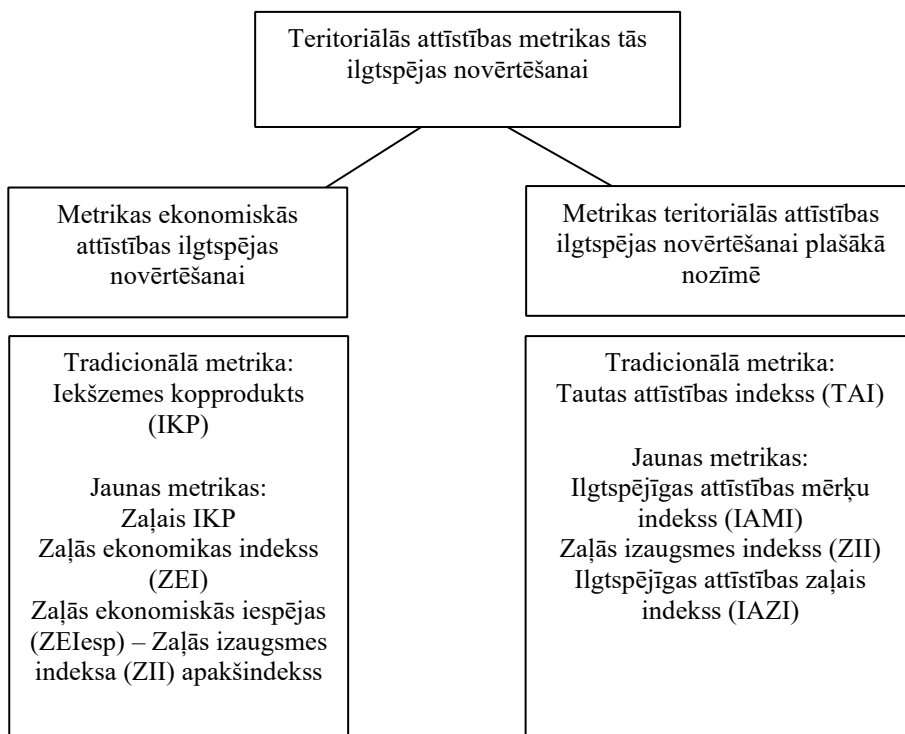 Teritoriālās attīstības metrikas tās
ilgtspējas novērtēšanai
Metrikas ekonomiskās
attīstības ilgtspējas
novērtēšanai
Metrikas teritoriālās attīstības
ilgtspējas novērtēšanai plašākā
nozīmē
Tradicionālā metrika:
Iekšzemes kopprodukts
(IKP)
Jaunas metrikas:
Zaļais IKP
Zaļās ekonomikas indekss
(ZEI)
Zaļās ekonomiskās iespējas
(ZEIesp) – Zaļās izaugsmes
indeksa (ZII) apakšindekss
Tradicionālā metrika:
Tautas attīstības indekss (TAI)
Jaunas metrikas:
Ilgtspējīgas attīstības mērķu
indekss (IAMI)
Zaļās izaugsmes indekss (ZII)
Ilgtspējīgas attīstības zaļais
indekss (IAZI)